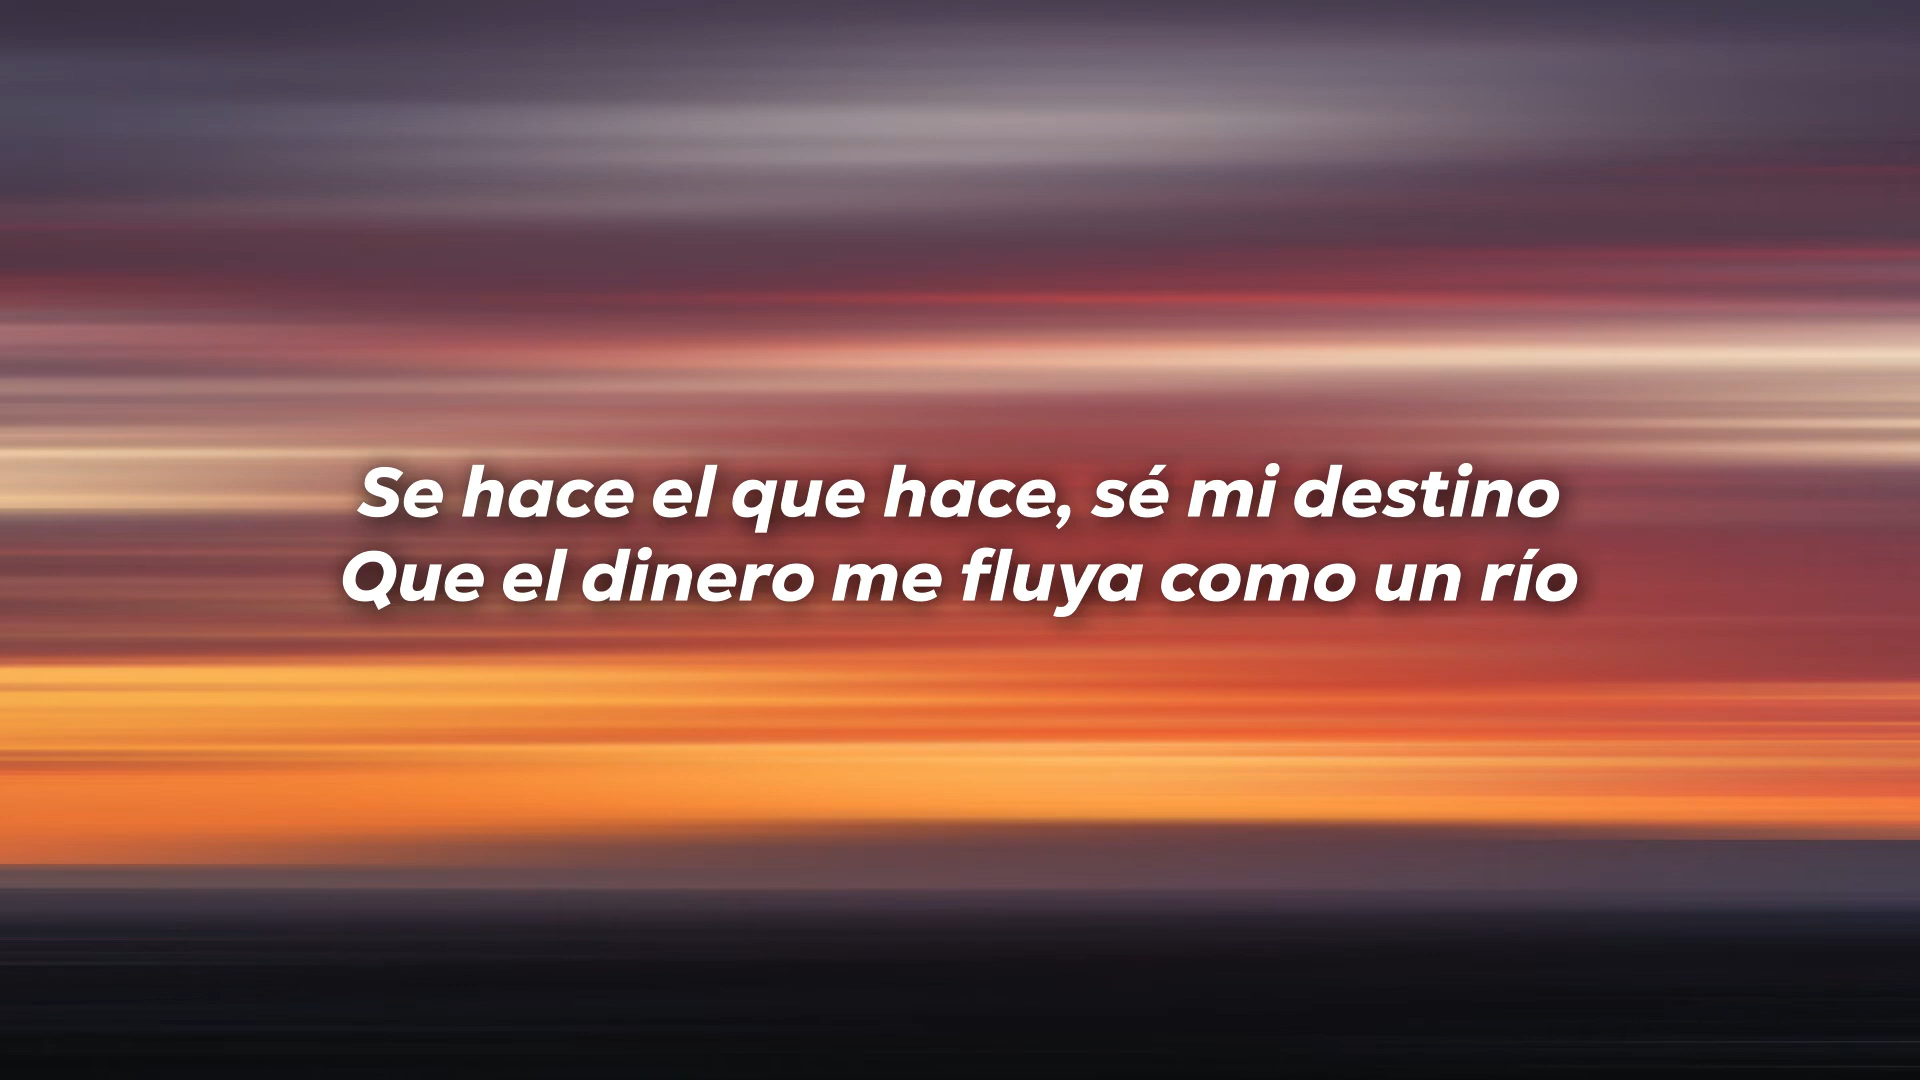 Se hace el que hace, sé mi destino
Que el dinero me fluya como un río